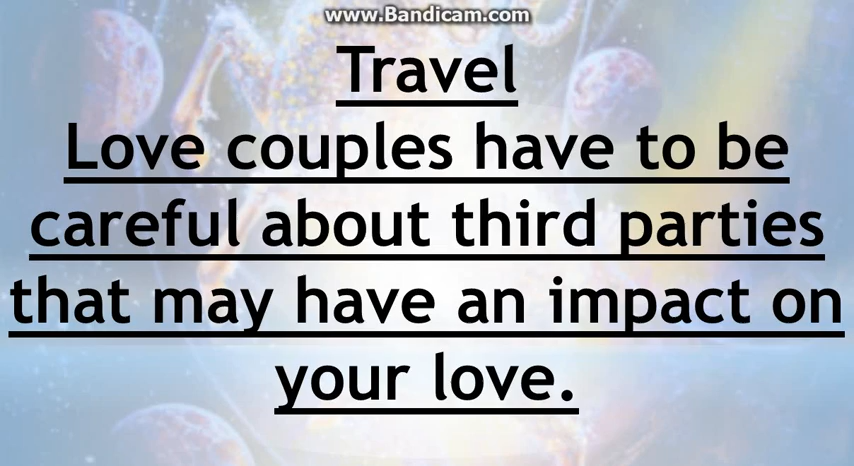 www.Bandicam.com
Travel
Love couples have to be
careful about third parties
that may have an impact on
your love.